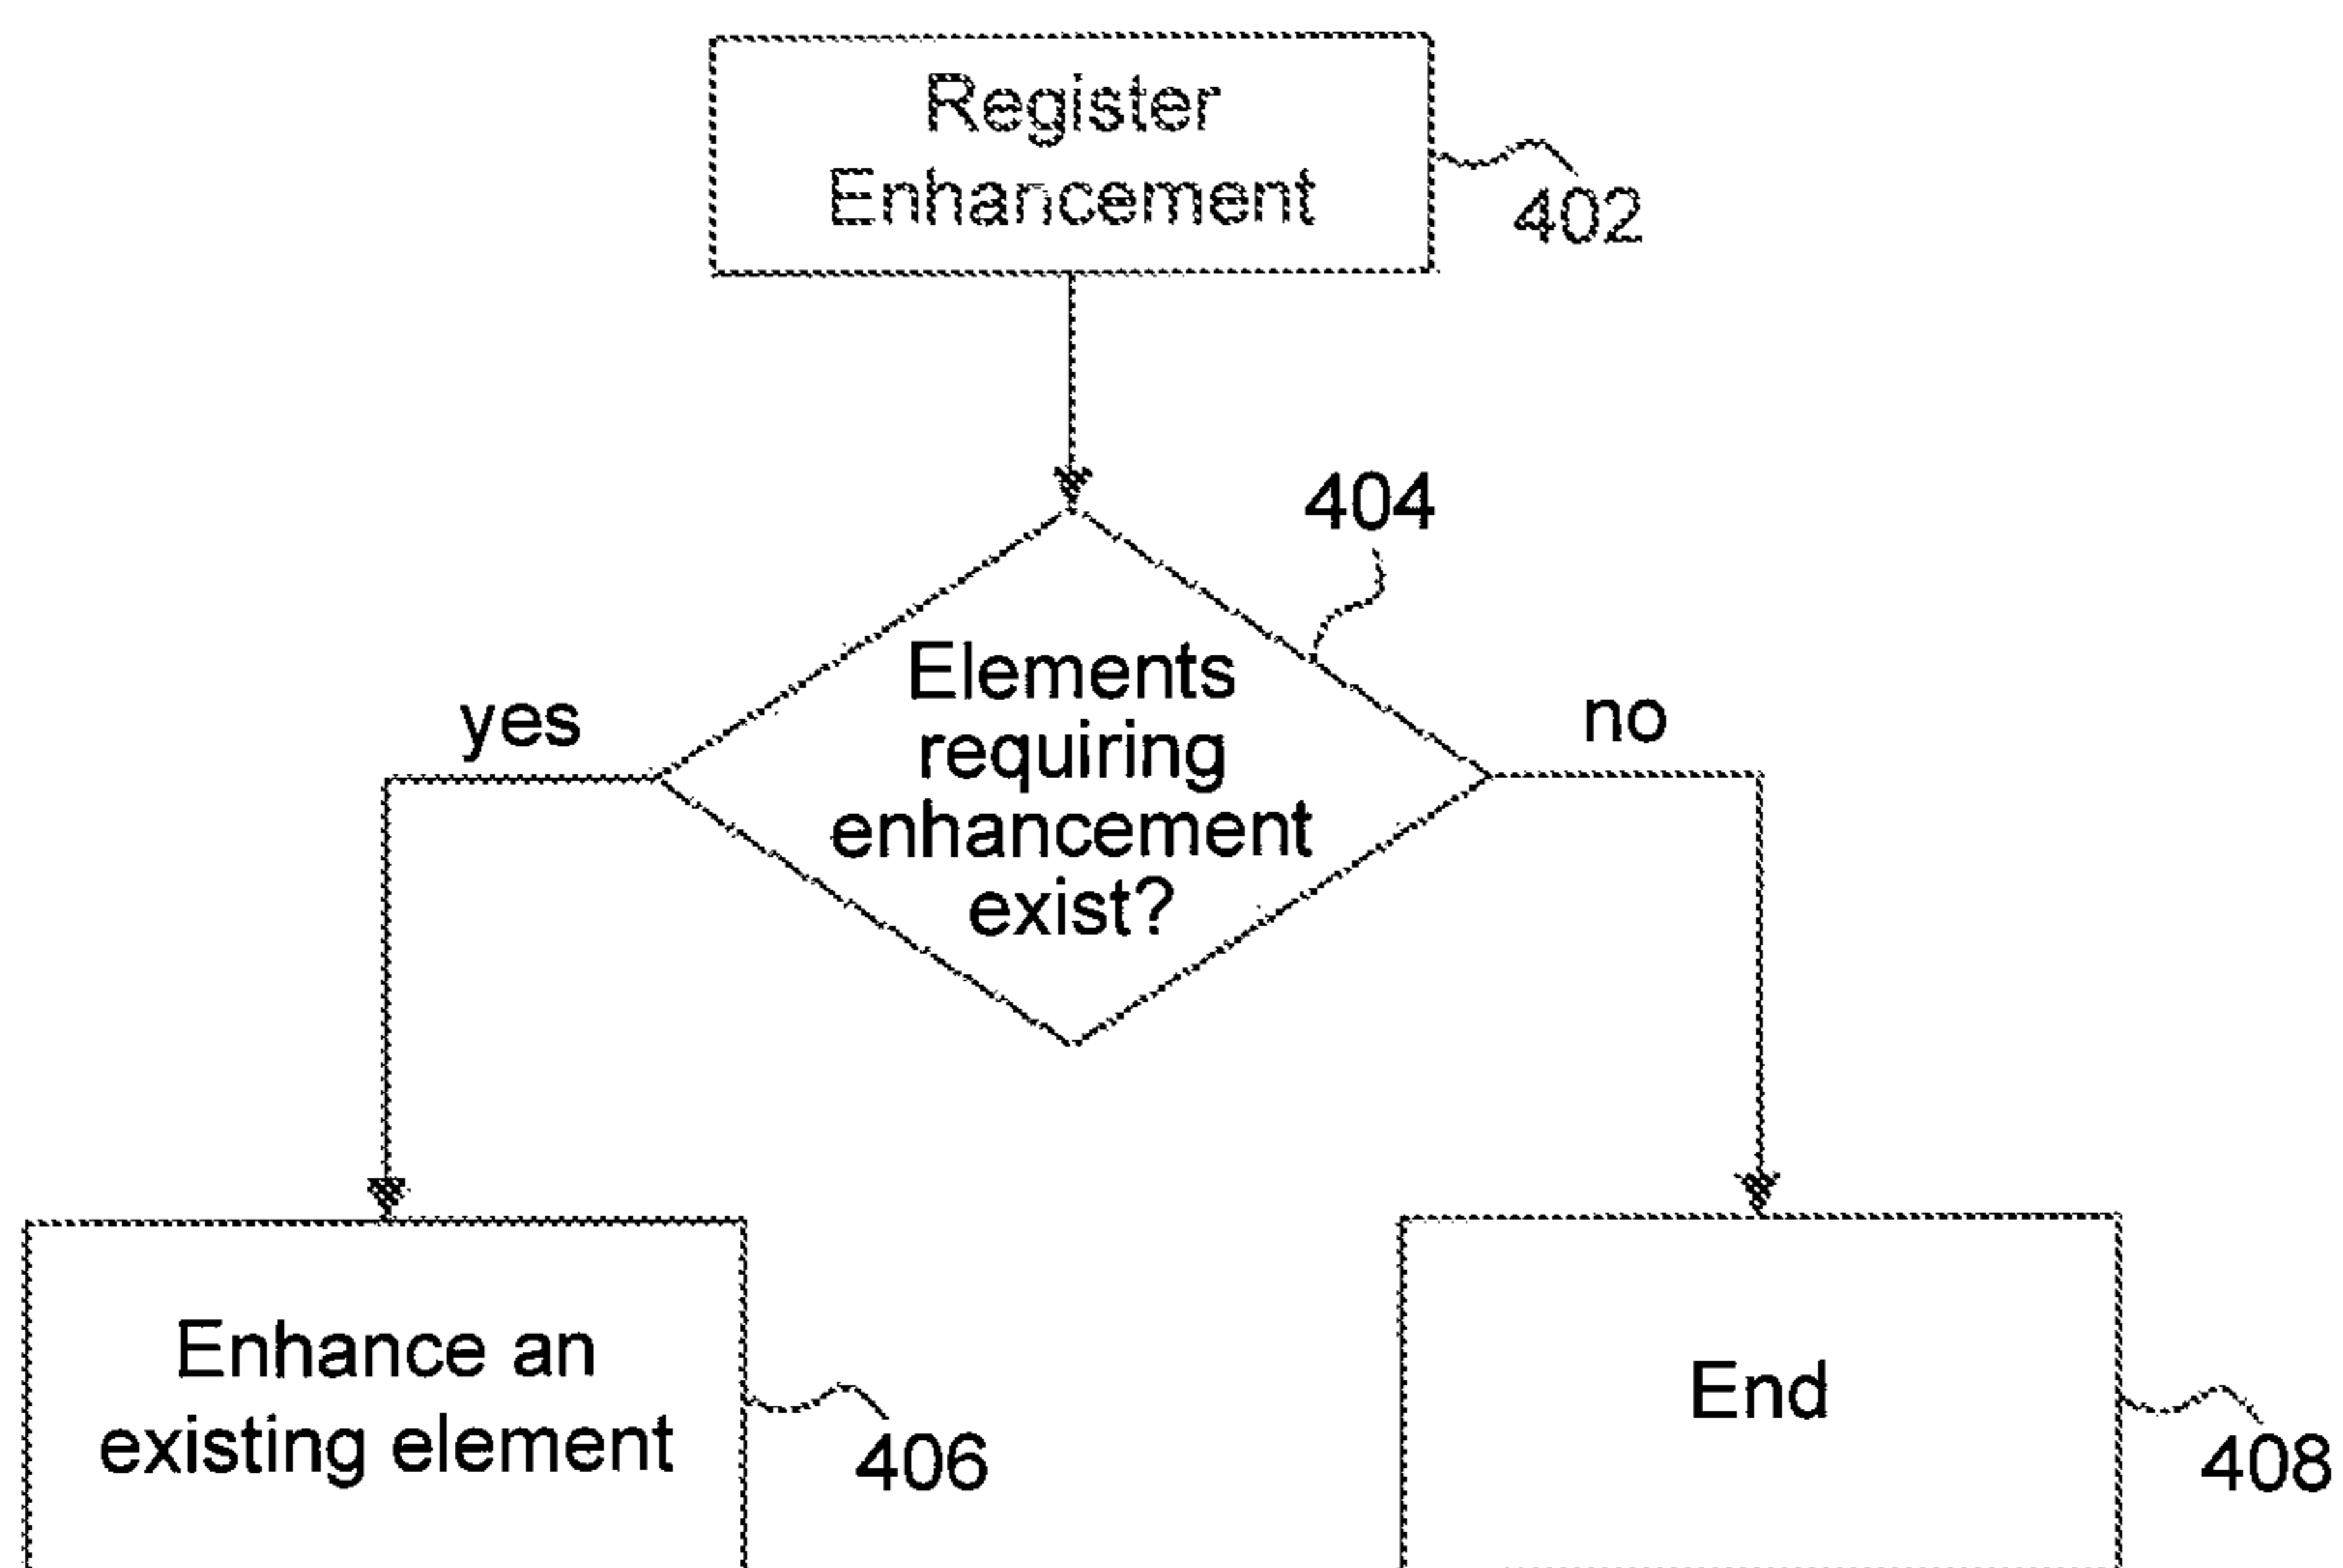 Register
Enhancement
402
404
Elements
requiring
enhancement
exist?
yes
no
Enhance an
existing element
406
End
408